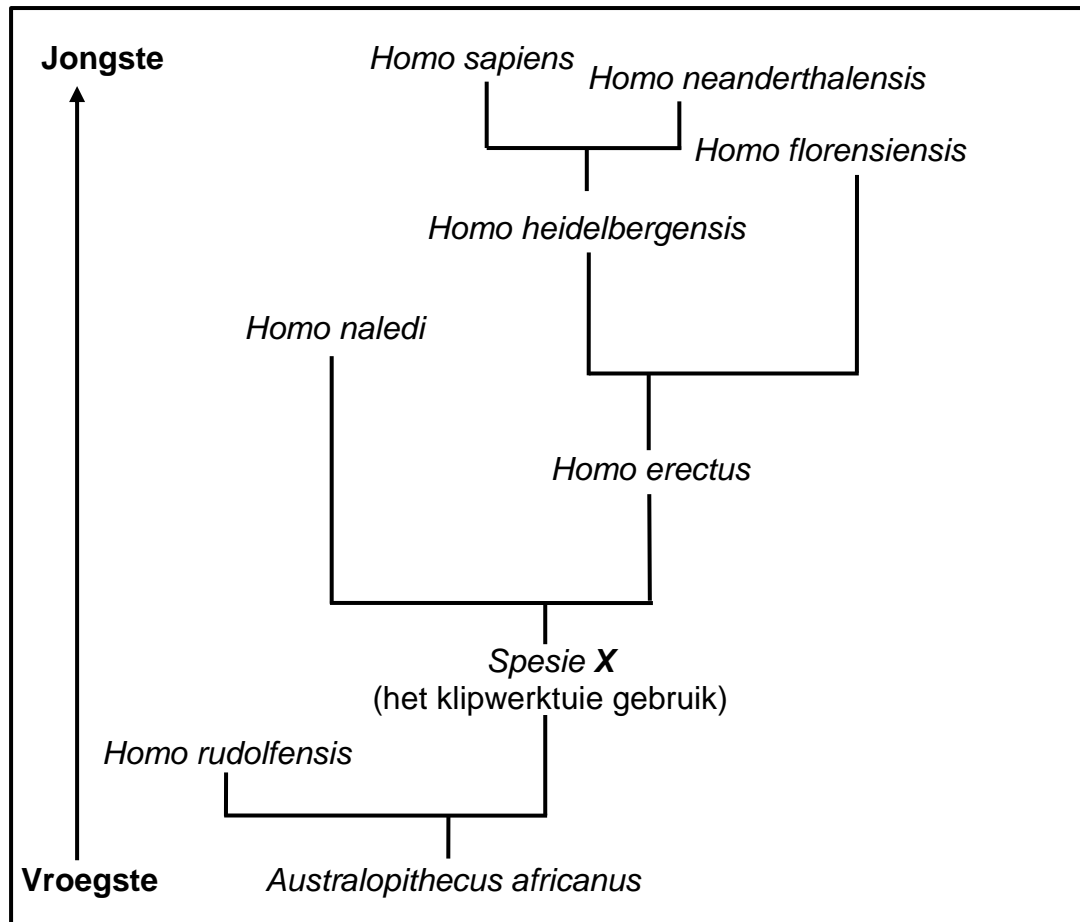 Jongste
Homo sapiens
Homo neanderthalensis
Homo florensiensis
Homo heidelbergensis
Homo naledi
Homo erectus
Spesie X
(het klipwerktuie gebruik)
Homo rudolfensis
Vroegste
Australopithecus africanus